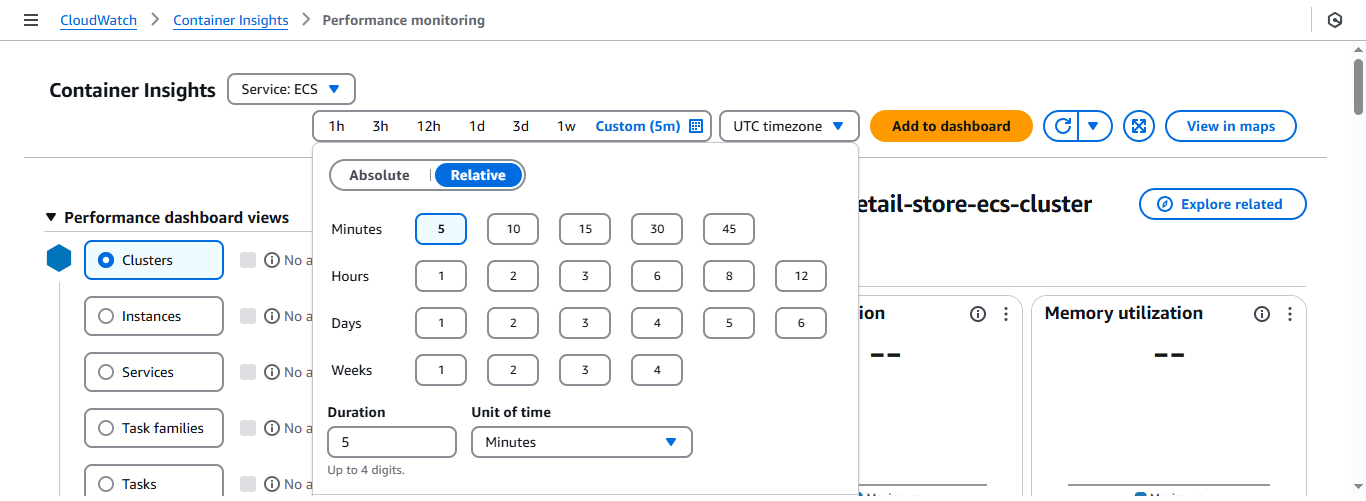 CloudWatch > Container Insights > Performance monitoring
Container Insights
Service: ECS
1h 3h 12h 1d 3d 1w Custom (5m)
UTC timezone
Add to dashboard
View in maps
Absolute
Relative
etail-store-ecs-cluster
Explore related
Performance dashboard views
Minutes 5 10 15 30 45
Clusters
No a
Hours 1 2 3 6 8 12
Instances
No a
Days 1 2 3 4 5 6
ion
--
Memory utilization
--
Services
No a
Weeks 1 2 3 4
Task families
No a
Duration
5
Up to 4 digits.
Unit of time
Minutes
Tasks
No a